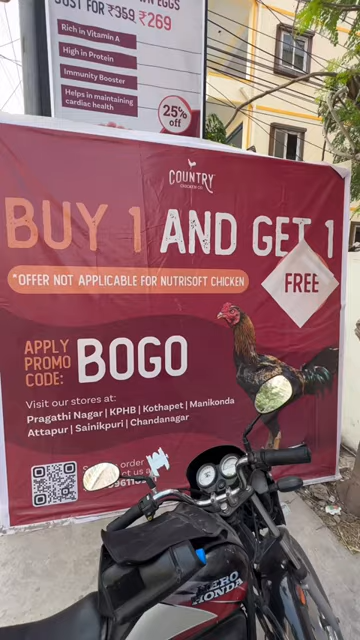 JUST FOR ₹359 ₹269
Rich in Vitamin A
High in Protein
Immunity Booster
Helps in maintaining
cardiac health
25%
off
COUNTRY
CHICKEN CO.
BUY 1 AND GET 1
FREE
*OFFER NOT APPLICABLE FOR NUTRISOFT CHICKEN
APPLY
PROMO
CODE:
BOGO
Visit our stores at:
Pragathi Nagar | KPHB | Kothapet | Manikonda
Attapur | Sainikpuri | Chandanagar
order
HERO
HONDA